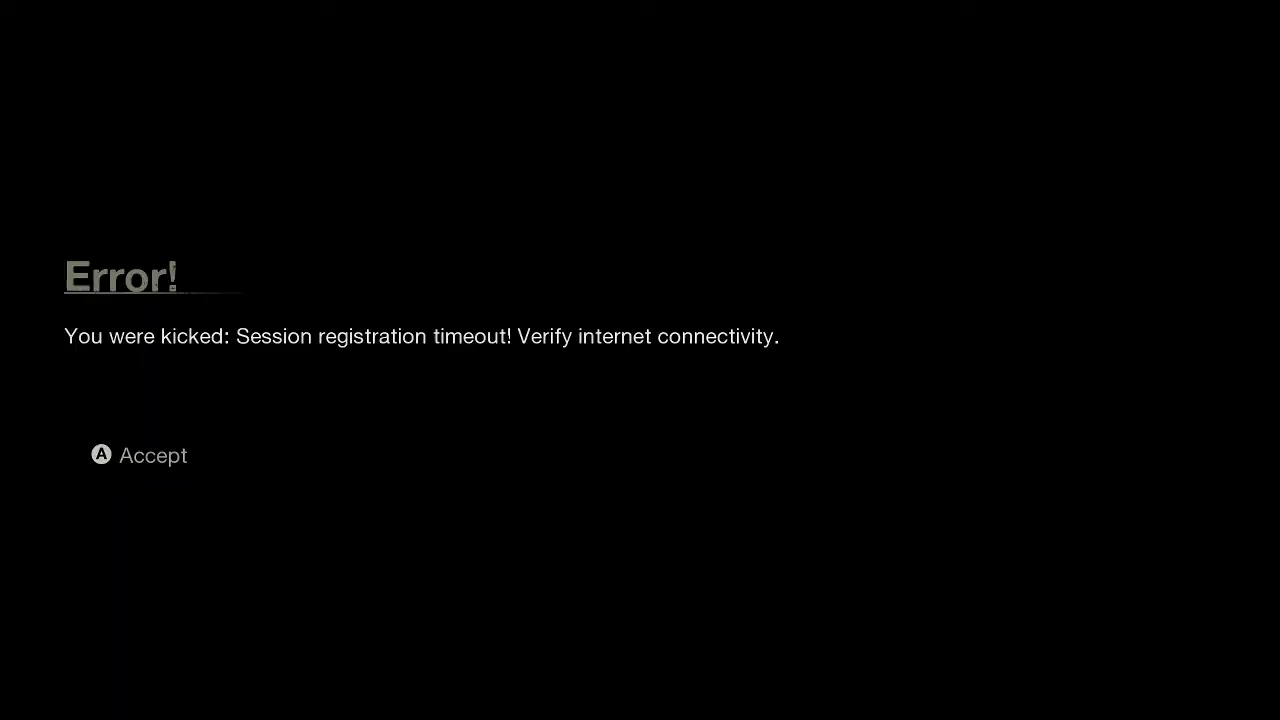 Error!
You were kicked: Session registration timeout! Verify internet connectivity.
A Accept